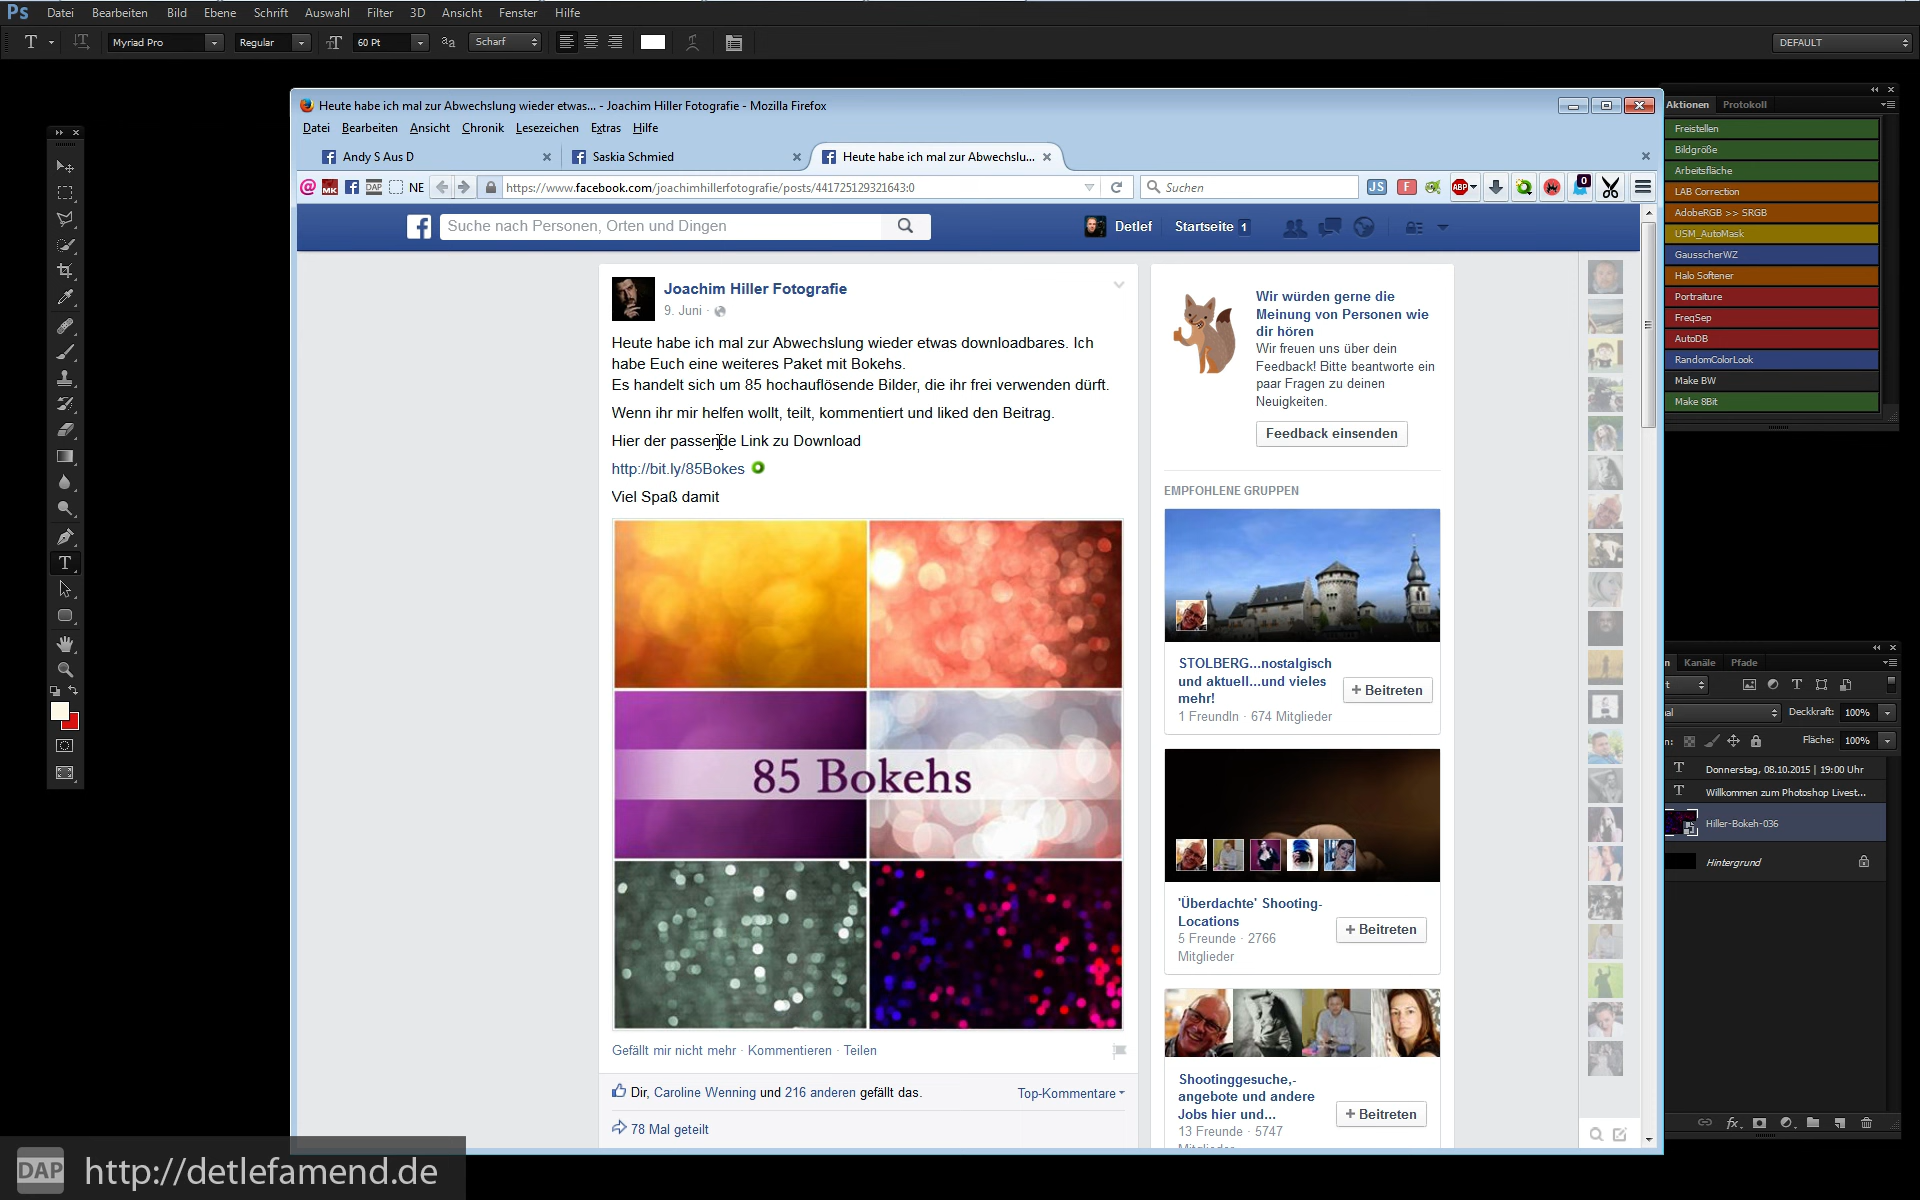 Ps Datei Bearbeiten Bild Ebene Schrift Auswahl Filter 3D Ansicht Fenster Hilfe
T Myriad Pro Regular 60 Pt aa Scharf DEFAULT
Heute habe ich mal zur Abwechslung wieder etwas... - Joachim Hiller Fotografie - Mozilla Firefox
Datei Bearbeiten Ansicht Chronik Lesezeichen Extras Hilfe
Andy S Aus D
Saskia Schmied
Heute habe ich mal zur Abwechslu...
MK DAP NE https://www.facebook.com/joachimhillerfotografie/posts/441725129321643:0 Suchen JS F ABP 0
Suche nach Personen, Orten und Dingen
Detlef Startseite 1
Joachim Hiller Fotografie
9. Juni ·
Heute habe ich mal zur Abwechslung wieder etwas downloadbares. Ich
habe Euch eine weiteres Paket mit Bokehs.
Es handelt sich um 85 hochauflösende Bilder, die ihr frei verwenden dürft.
Wenn ihr mir helfen wollt, teilt, kommentiert und liked den Beitrag.
Hier der passende Link zu Download
http://bit.ly/85Bokes
Viel Spaß damit
85 Bokehs
Gefällt mir nicht mehr · Kommentieren · Teilen
Dir, Caroline Wenning und 216 anderen gefällt das.
Top-Kommentare
78 Mal geteilt
Wir würden gerne die
Meinung von Personen wie
dir hören
Wir freuen uns über dein
Feedback! Bitte beantworte ein
paar Fragen zu deinen
Neuigkeiten.
Feedback einsenden
EMPFOHLENE GRUPPEN
STOLBERG...nostalgisch
und aktuell...und vieles
mehr!
1 FreundIn · 674 Mitglieder
+ Beitreten
'Überdachte' Shooting-
Locations
5 Freunde · 2766
Mitglieder
+ Beitreten
Shootinggesuche,-
angebote und andere
Jobs hier und...
13 Freunde · 5747
Mitglieder
+ Beitreten
Aktionen Protokoll
Freistellen
Bildgröße
Arbeitsfläche
LAB Correction
AdobeRGB >> SRGB
USM_AutoMask
GausscherWZ
Halo Softener
Portraiture
FreqSep
AutoDB
RandomColorLook
Make BW
Make 8Bit
n Kanäle Pfade
t T
al Deckkraft: 100%
n: Fläche: 100%
T Donnerstag, 08.10.2015 | 19:00 Uhr
T Willkommen zum Photoshop Livest...
Hiller-Bokeh-036
Hintergrund
fx
T
DAP http://detlefamend.de